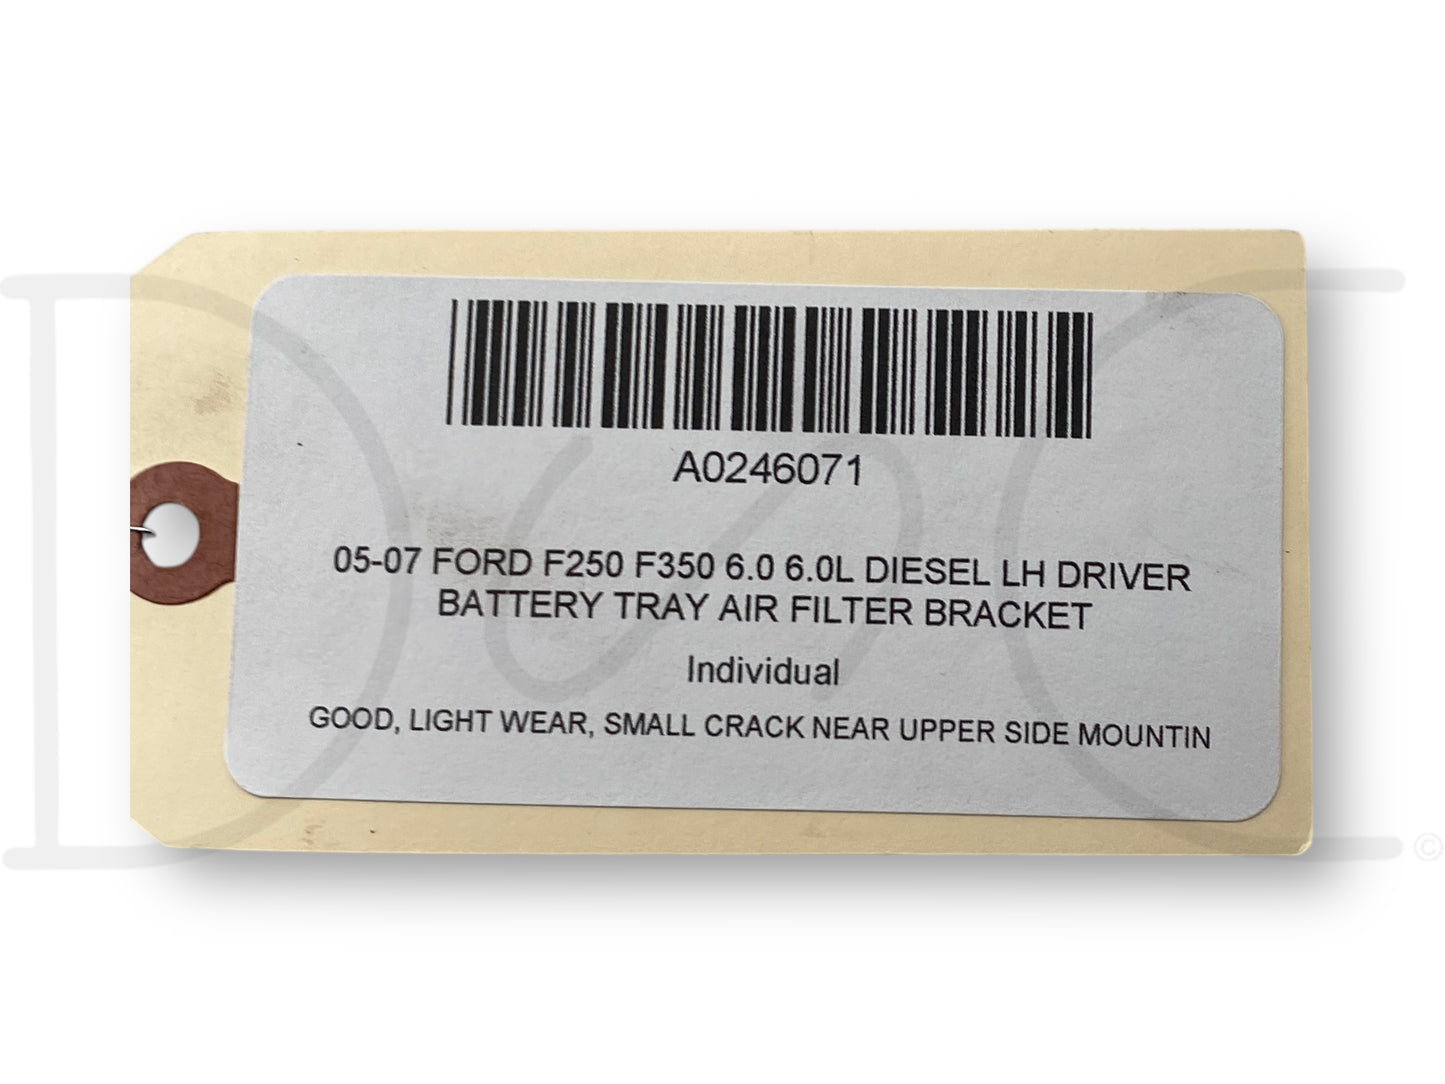 A0246071
05-07 FORD F250 F350 6.0 6.0L DIESEL LH DRIVER
BATTERY TRAY AIR FILTER BRACKET
Individual
GOOD, LIGHT WEAR, SMALL CRACK NEAR UPPER SIDE MOUNTIN
DSC
©